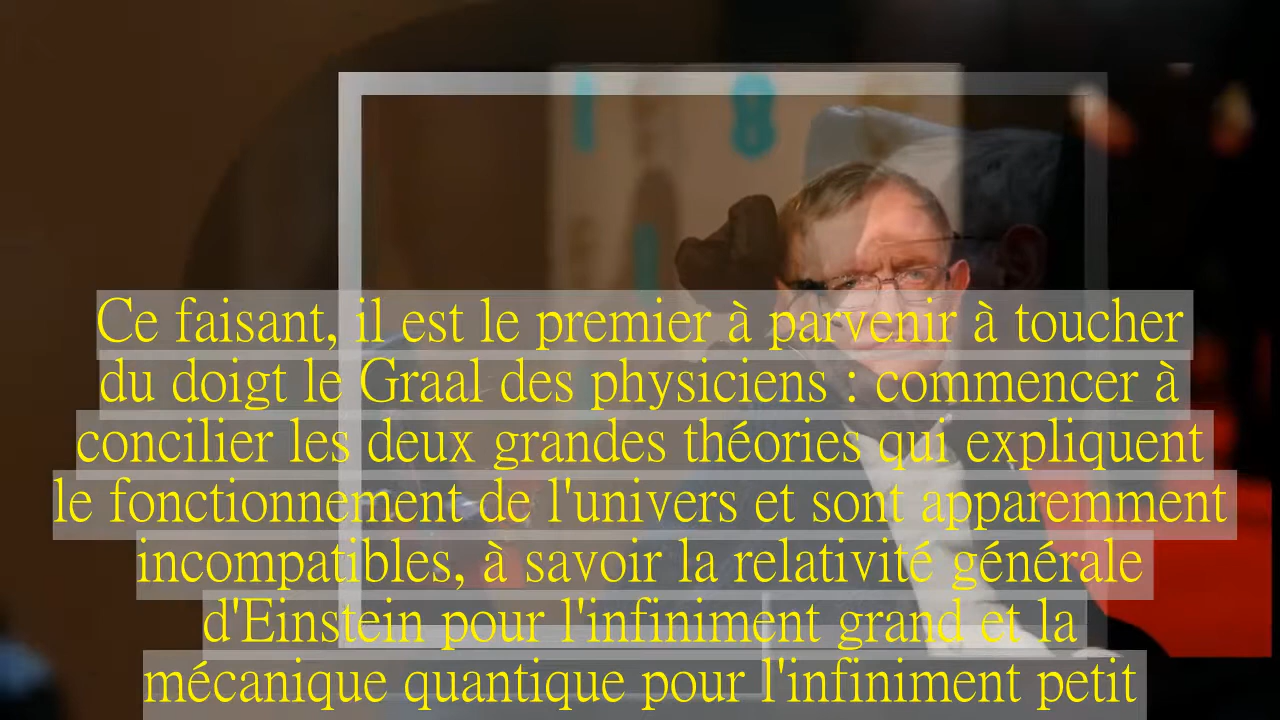 Ce faisant, il est le premier à parvenir à toucher
du doigt le Graal des physiciens : commencer à
concilier les deux grandes théories qui expliquent
le fonctionnement de l'univers et sont apparemment
incompatibles, à savoir la relativité générale
d'Einstein pour l'infiniment grand et la
mécanique quantique pour l'infiniment petit